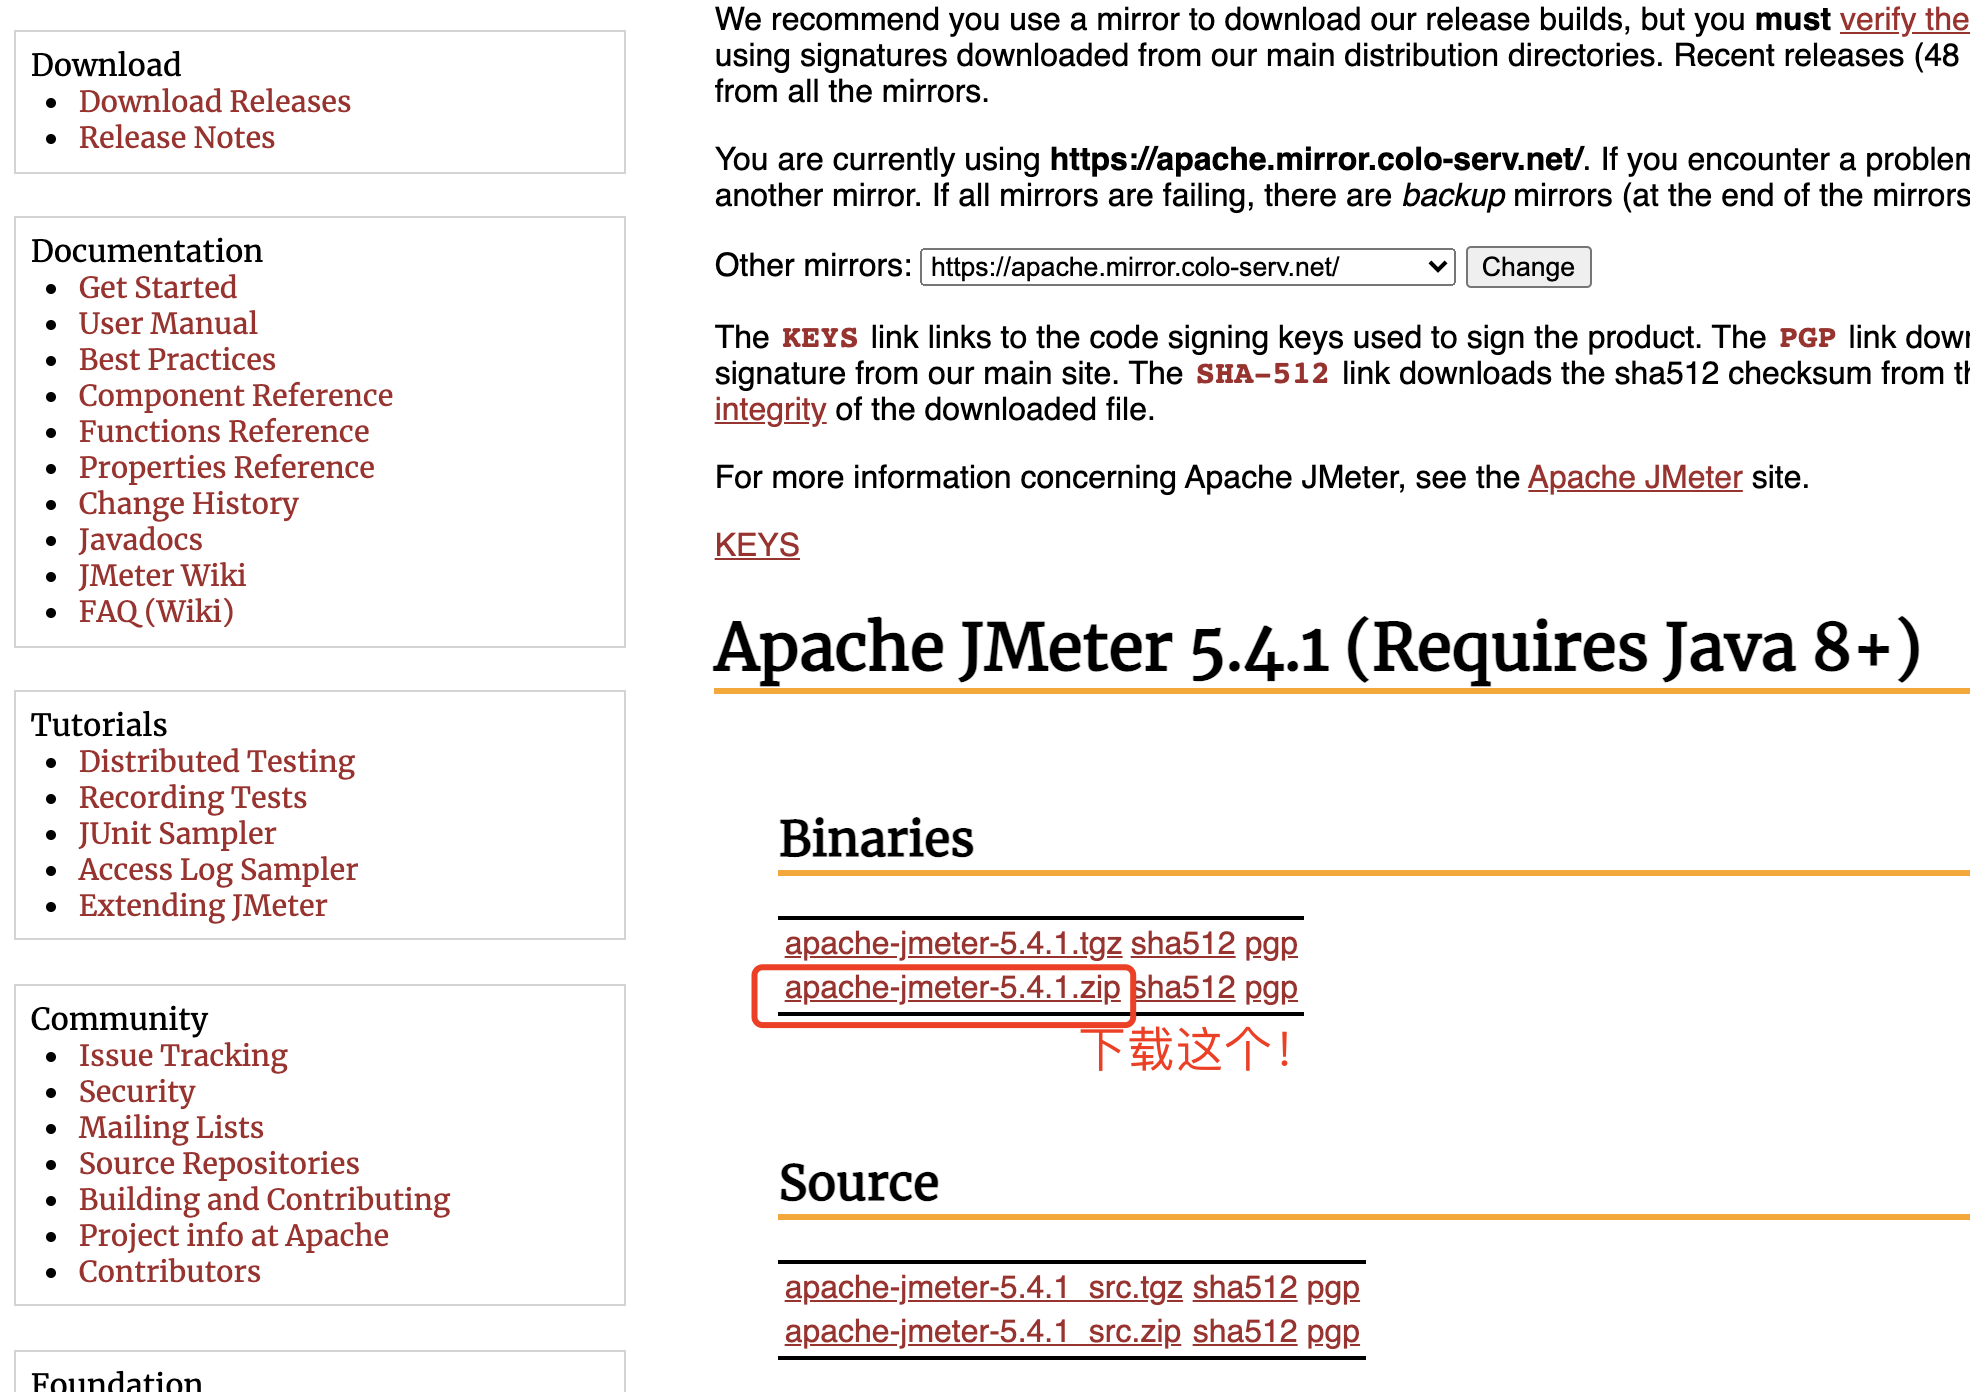 Download
Download Releases
Release Notes
Documentation
Get Started
User Manual
Best Practices
Component Reference
Functions Reference
Properties Reference
Change History
Javadocs
JMeter Wiki
FAQ (Wiki)
Tutorials
Distributed Testing
Recording Tests
JUnit Sampler
Access Log Sampler
Extending JMeter
Community
Issue Tracking
Security
Mailing Lists
Source Repositories
Building and Contributing
Project info at Apache
Contributors
Foundation
We recommend you use a mirror to download our release builds, but you must verify the
using signatures downloaded from our main distribution directories. Recent releases (48
from all the mirrors.
You are currently using https://apache.mirror.colo-serv.net/. If you encounter a problem
another mirror. If all mirrors are failing, there are backup mirrors (at the end of the mirrors
Other mirrors: https://apache.mirror.colo-serv.net/ Change
The KEYS link links to the code signing keys used to sign the product. The PGP link down
signature from our main site. The SHA-512 link downloads the sha512 checksum from th
integrity of the downloaded file.
For more information concerning Apache JMeter, see the Apache JMeter site.
KEYS
Apache JMeter 5.4.1 (Requires Java 8+)
Binaries
apache-jmeter-5.4.1.tgz sha512 pgp
apache-jmeter-5.4.1.zip sha512 pgp
下载这个！
Source
apache-jmeter-5.4.1_src.tgz sha512 pgp
apache-jmeter-5.4.1_src.zip sha512 pgp